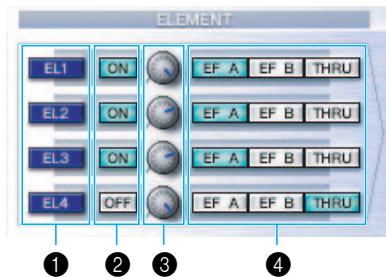 ELEMENT
EL1 ON EF A EF B THRU
EL2 ON EF A EF B THRU
EL3 ON EF A EF B THRU
EL4 OFF EF A EF B THRU
1 2 3 4